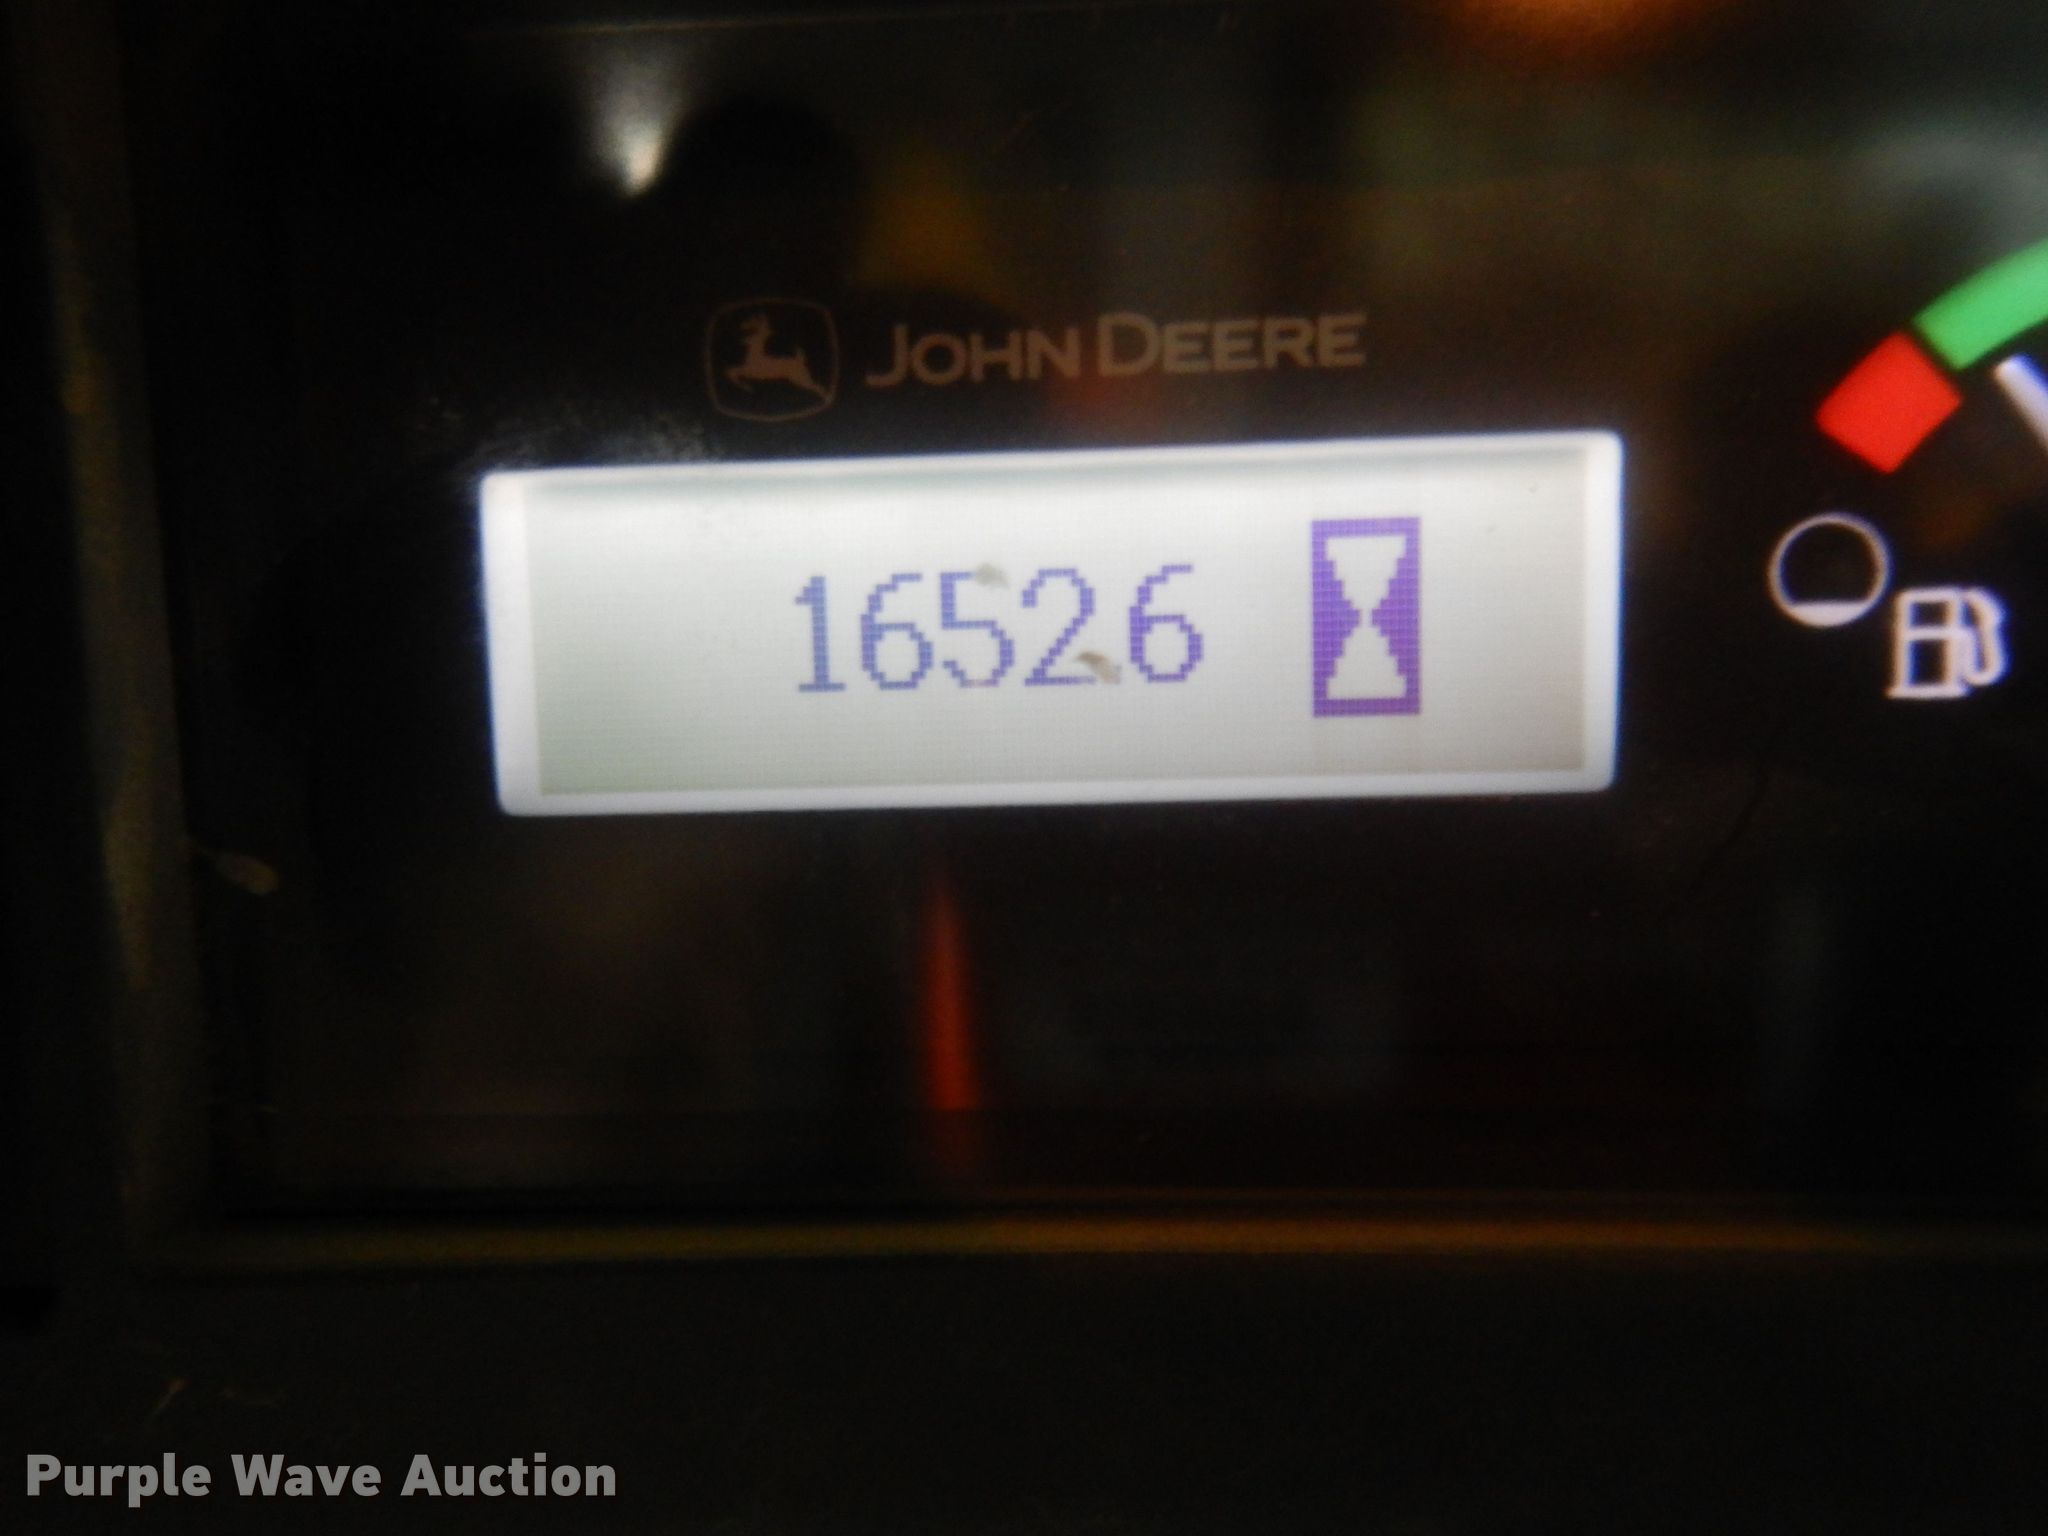 JOHN DEERE
1652.6
Purple Wave Auction